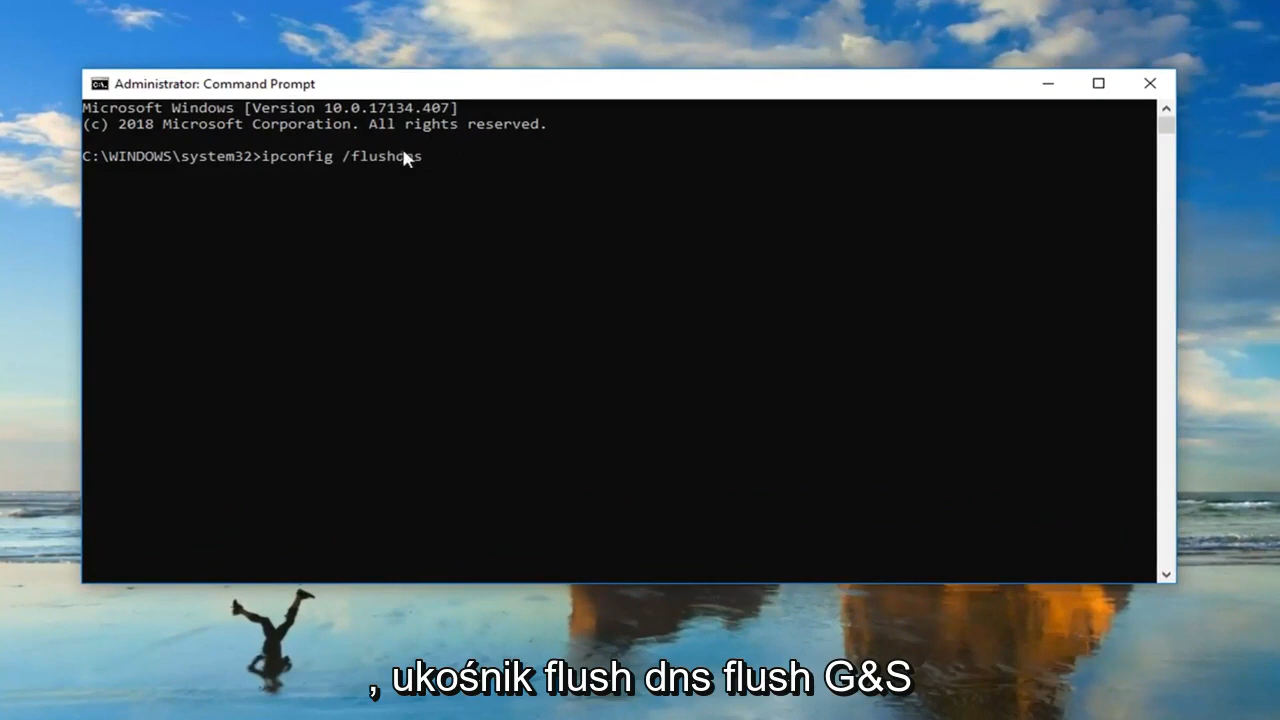 Administrator: Command Prompt
Microsoft Windows [Version 10.0.17134.407]
(c) 2018 Microsoft Corporation. All rights reserved.
C:\WINDOWS\system32>ipconfig /flushdns
, ukośnik flush dns flush G&S